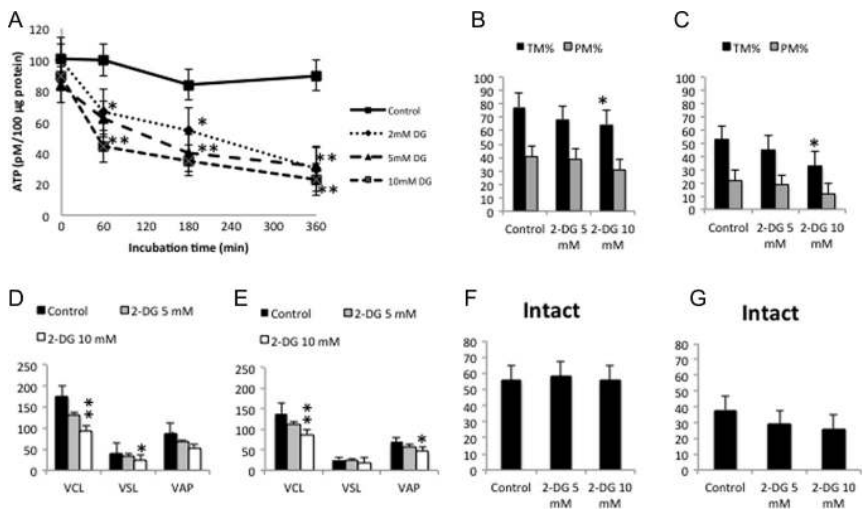 A
120
100
80
60
40
20
0
ATP (pM/100 µg protein)
*
*
**
**
**
**
0 60 120 180 240 300 360
Incubation time (min)
Control
2mM DG
5mM DG
10mM DG
B
TM% PM%
90
80
70
60
50
40
30
20
10
0
*
Control 2-DG 5 2-DG 10
mM mM
C
TM% PM%
90
80
70
60
50
40
30
20
10
0
*
Control 2-DG 5 2-DG 10
mM mM
D
Control 2-DG 5 mM
2-DG 10 mM
250
200
150
100
50
0
**
*
VCL VSL VAP
E
Control 2-DG 5 mM
2-DG 10 mM
250
200
150
100
50
0
**
*
VCL VSL VAP
F
Intact
80
70
60
50
40
30
20
10
0
Control 2-DG 5 2-DG 10
mM mM
G
Intact
80
70
60
50
40
30
20
10
0
Control 2-DG 5 2-DG 10
mM mM